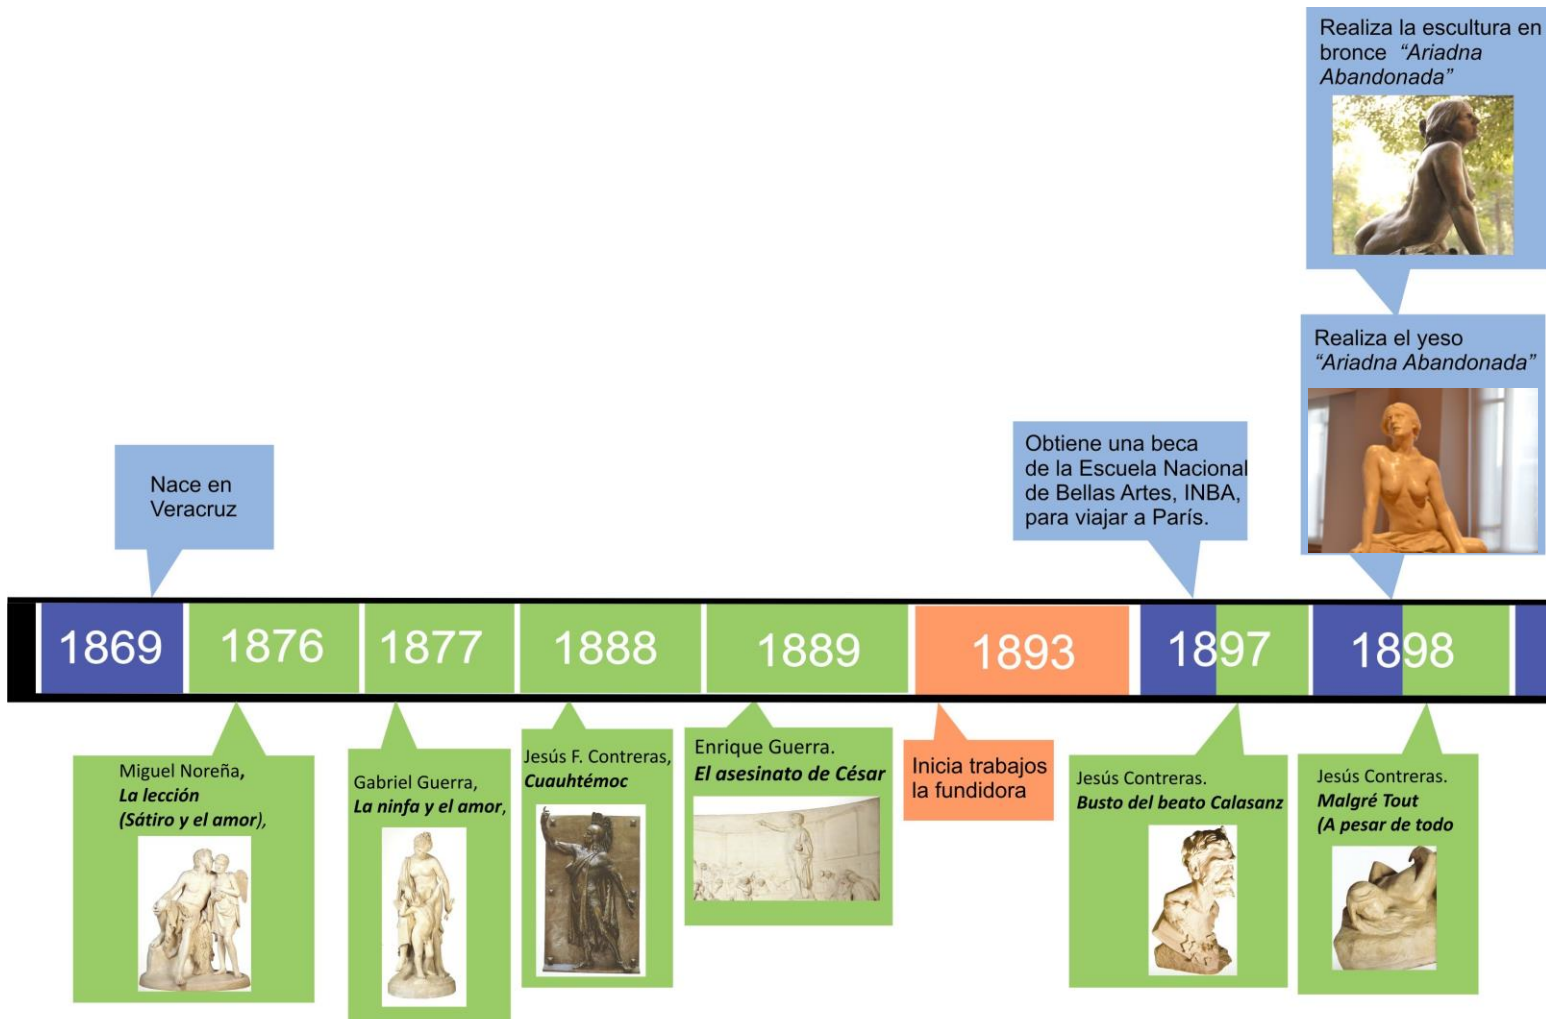 Realiza la escultura en
bronce “Ariadna
Abandonada”
Realiza el yeso
“Ariadna Abandonada”
Nace en
Veracruz
Obtiene una beca
de la Escuela Nacional
de Bellas Artes, INBA,
para viajar a París.
1869
1876
1877
1888
1889
1893
1897
1898
Miguel Noreña,
La lección
(Sátiro y el amor),
Gabriel Guerra,
La ninfa y el amor,
Jesús F. Contreras,
Cuauhtémoc
Enrique Guerra.
El asesinato de César
Inicia trabajos
la fundidora
Jesús Contreras.
Busto del beato Calasanz
Jesús Contreras.
Malgré Tout
(A pesar de todo